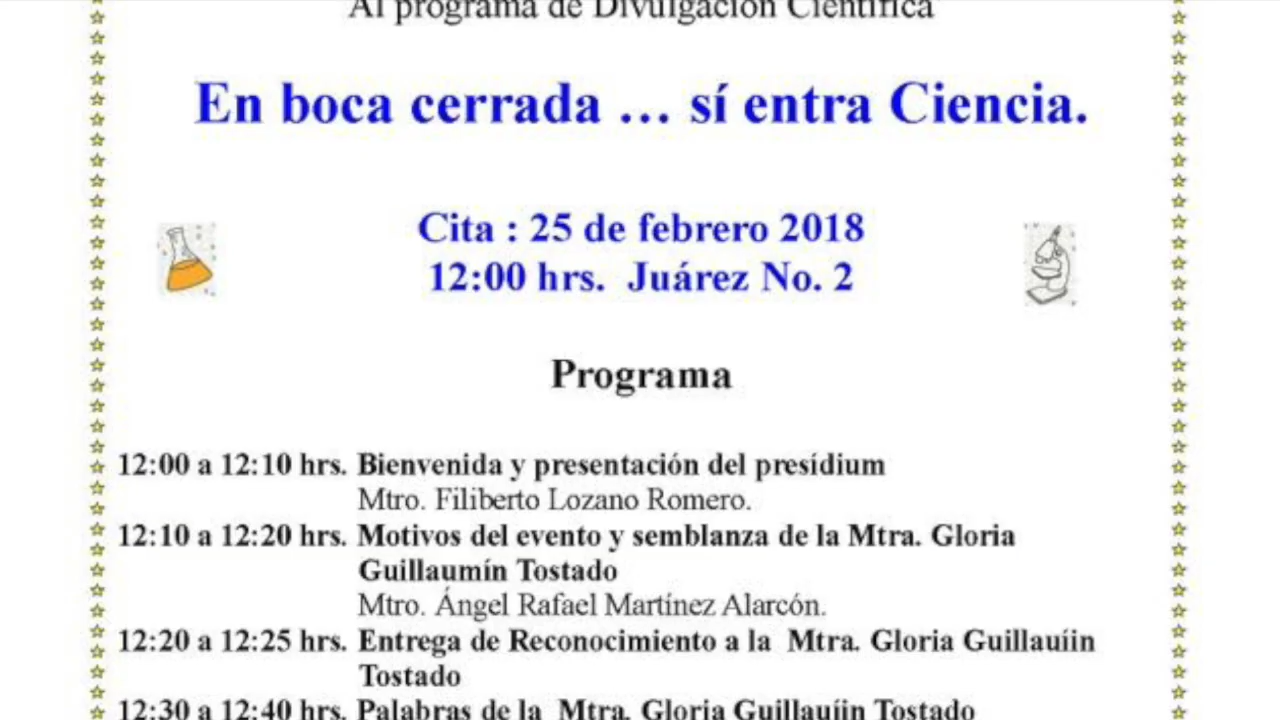 Al programa de Divulgación Científica
En boca cerrada … sí entra Ciencia.
Cita : 25 de febrero 2018
12:00 hrs. Juárez No. 2
Programa
12:00 a 12:10 hrs. Bienvenida y presentación del presídium
Mtro. Filiberto Lozano Romero.
12:10 a 12:20 hrs. Motivos del evento y semblanza de la Mtra. Gloria
Guillaumín Tostado
Mtro. Ángel Rafael Martínez Alarcón.
12:20 a 12:25 hrs. Entrega de Reconocimiento a la Mtra. Gloria Guillauíin
Tostado
12:30 a 12:40 hrs. Palabras de la Mtra. Gloria Guillauíin Tostado